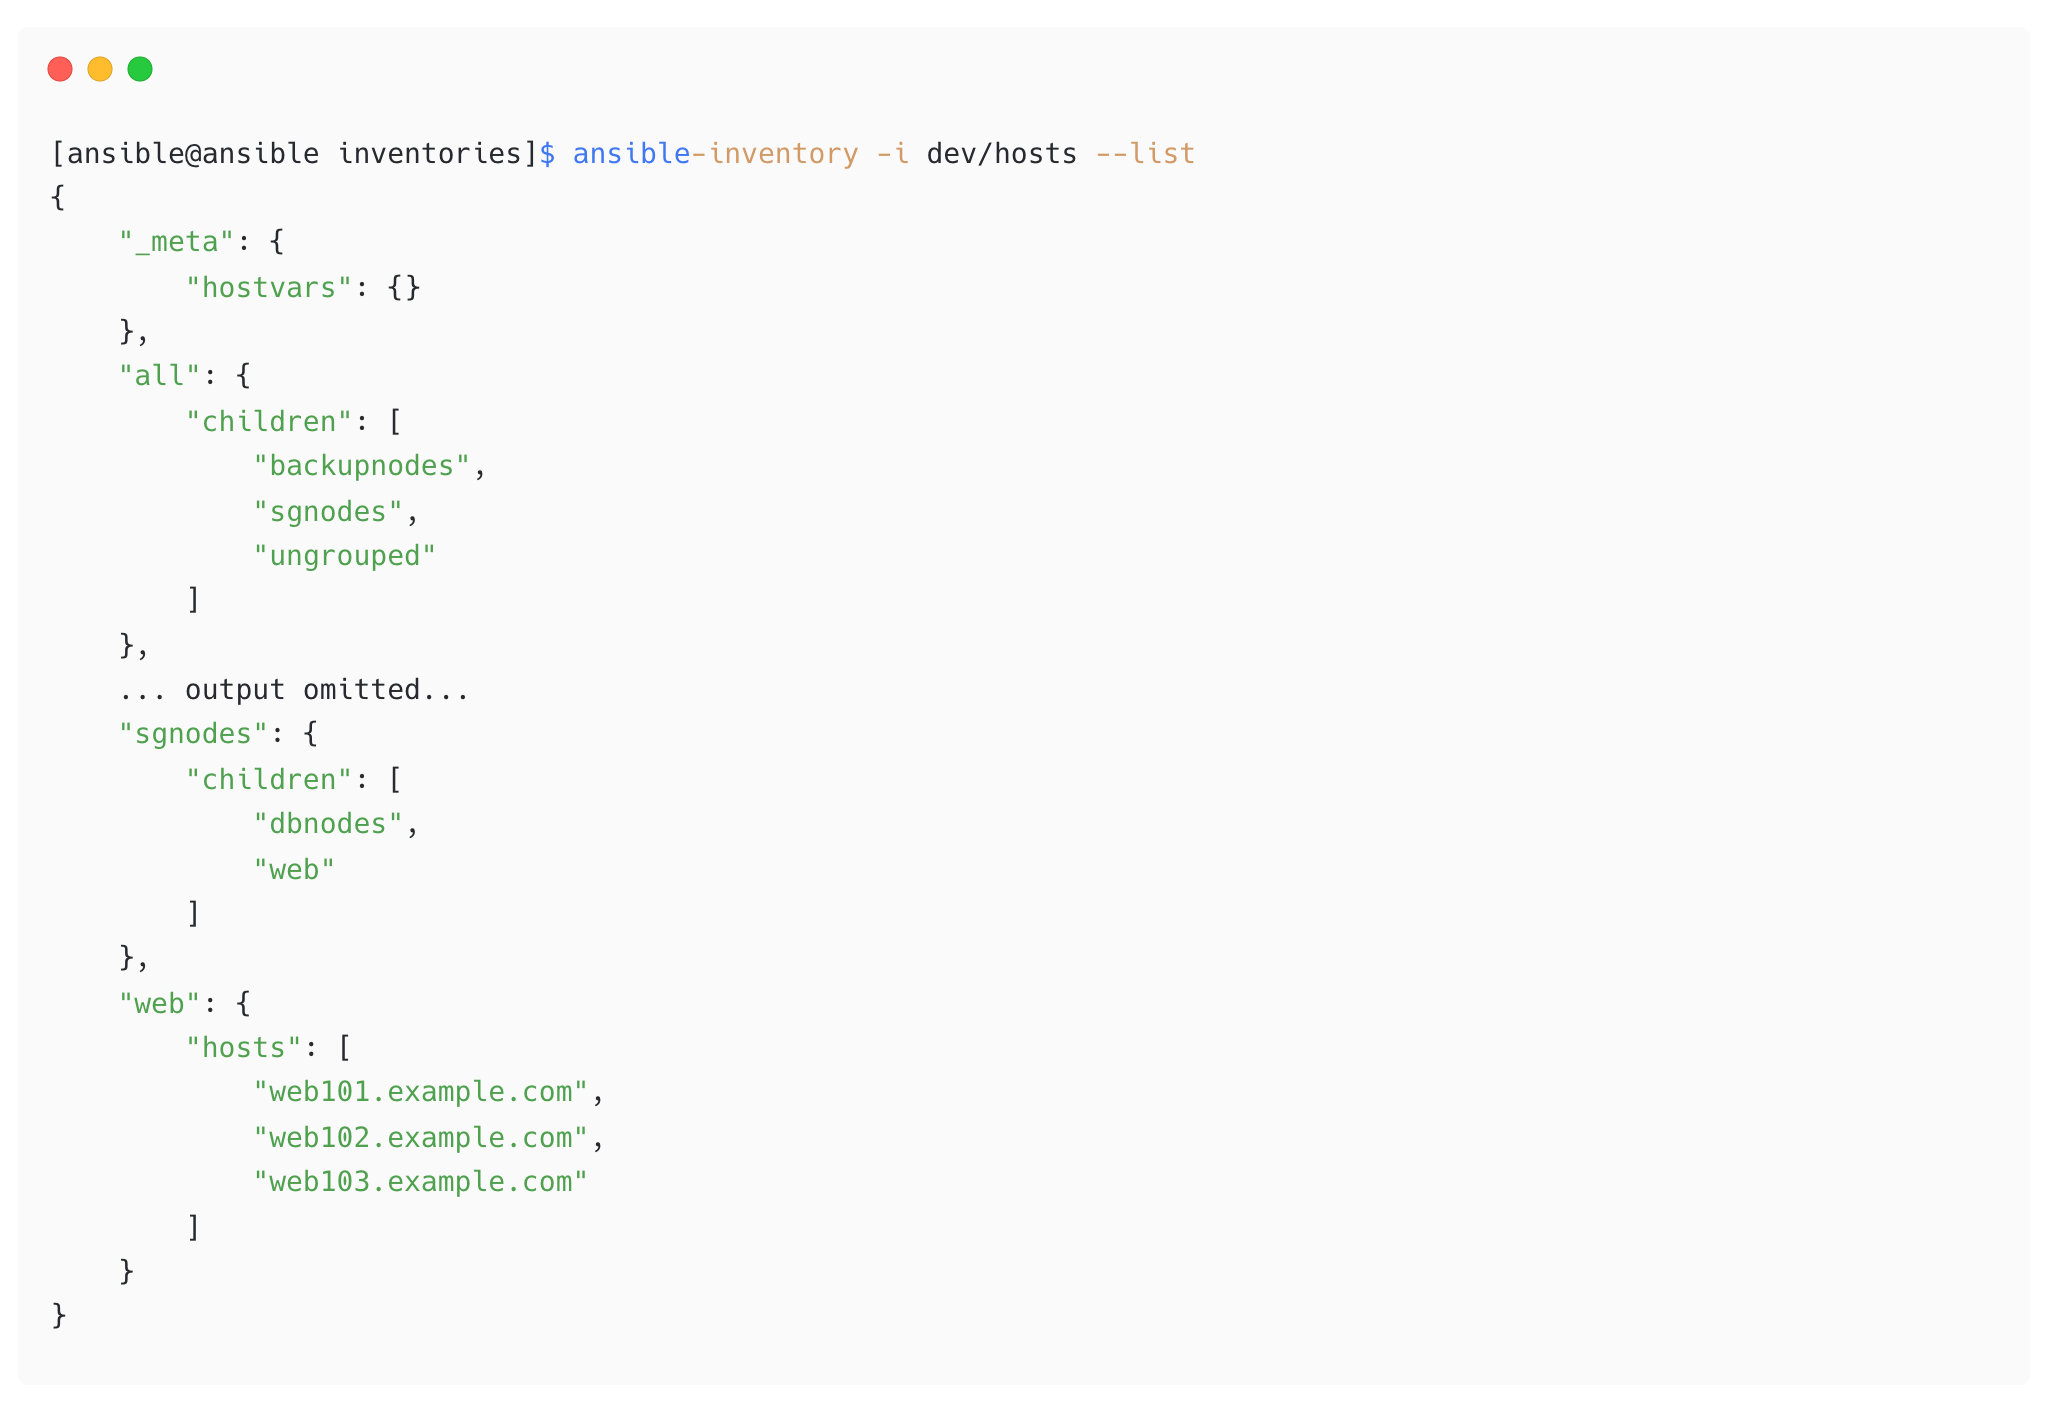 [ansible@ansible inventories]$ ansible-inventory -i dev/hosts --list
{
    "_meta": {
        "hostvars": {}
    },
    "all": {
        "children": [
            "backupnodes",
            "sgnodes",
            "ungrouped"
        ]
    },
    ... output omitted...
    "sgnodes": {
        "children": [
            "dbnodes",
            "web"
        ]
    },
    "web": {
        "hosts": [
            "web101.example.com",
            "web102.example.com",
            "web103.example.com"
        ]
    }
}